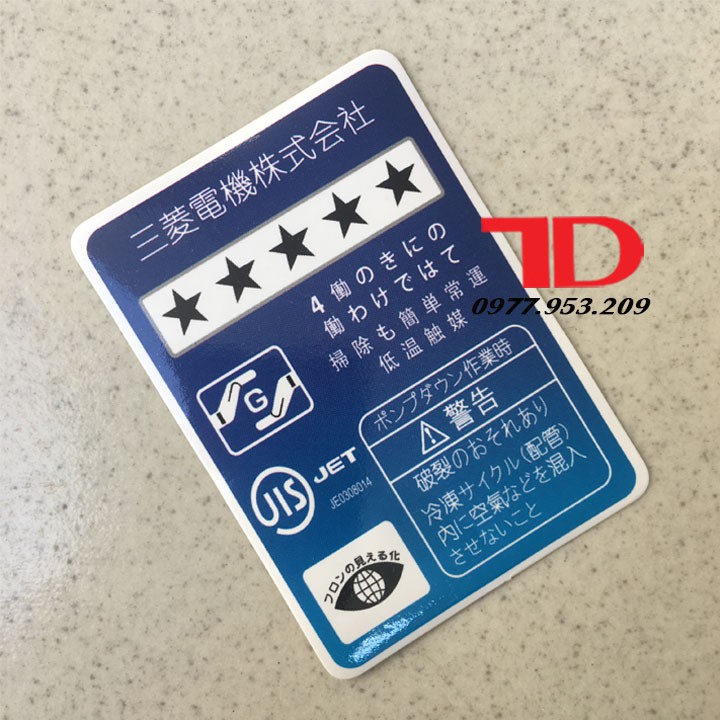 三菱電機株式会社
★★★★★
4 働のきにの
働わけではて
掃除も簡単常運
低温触媒
G
JIS
JET
JE0308014
フロンの見える化
ポンプダウン作業時
警告
破裂のおそれあり
冷凍サイクル(配管)
内に空氣などを混入
させないこと
TD
0977.953.209